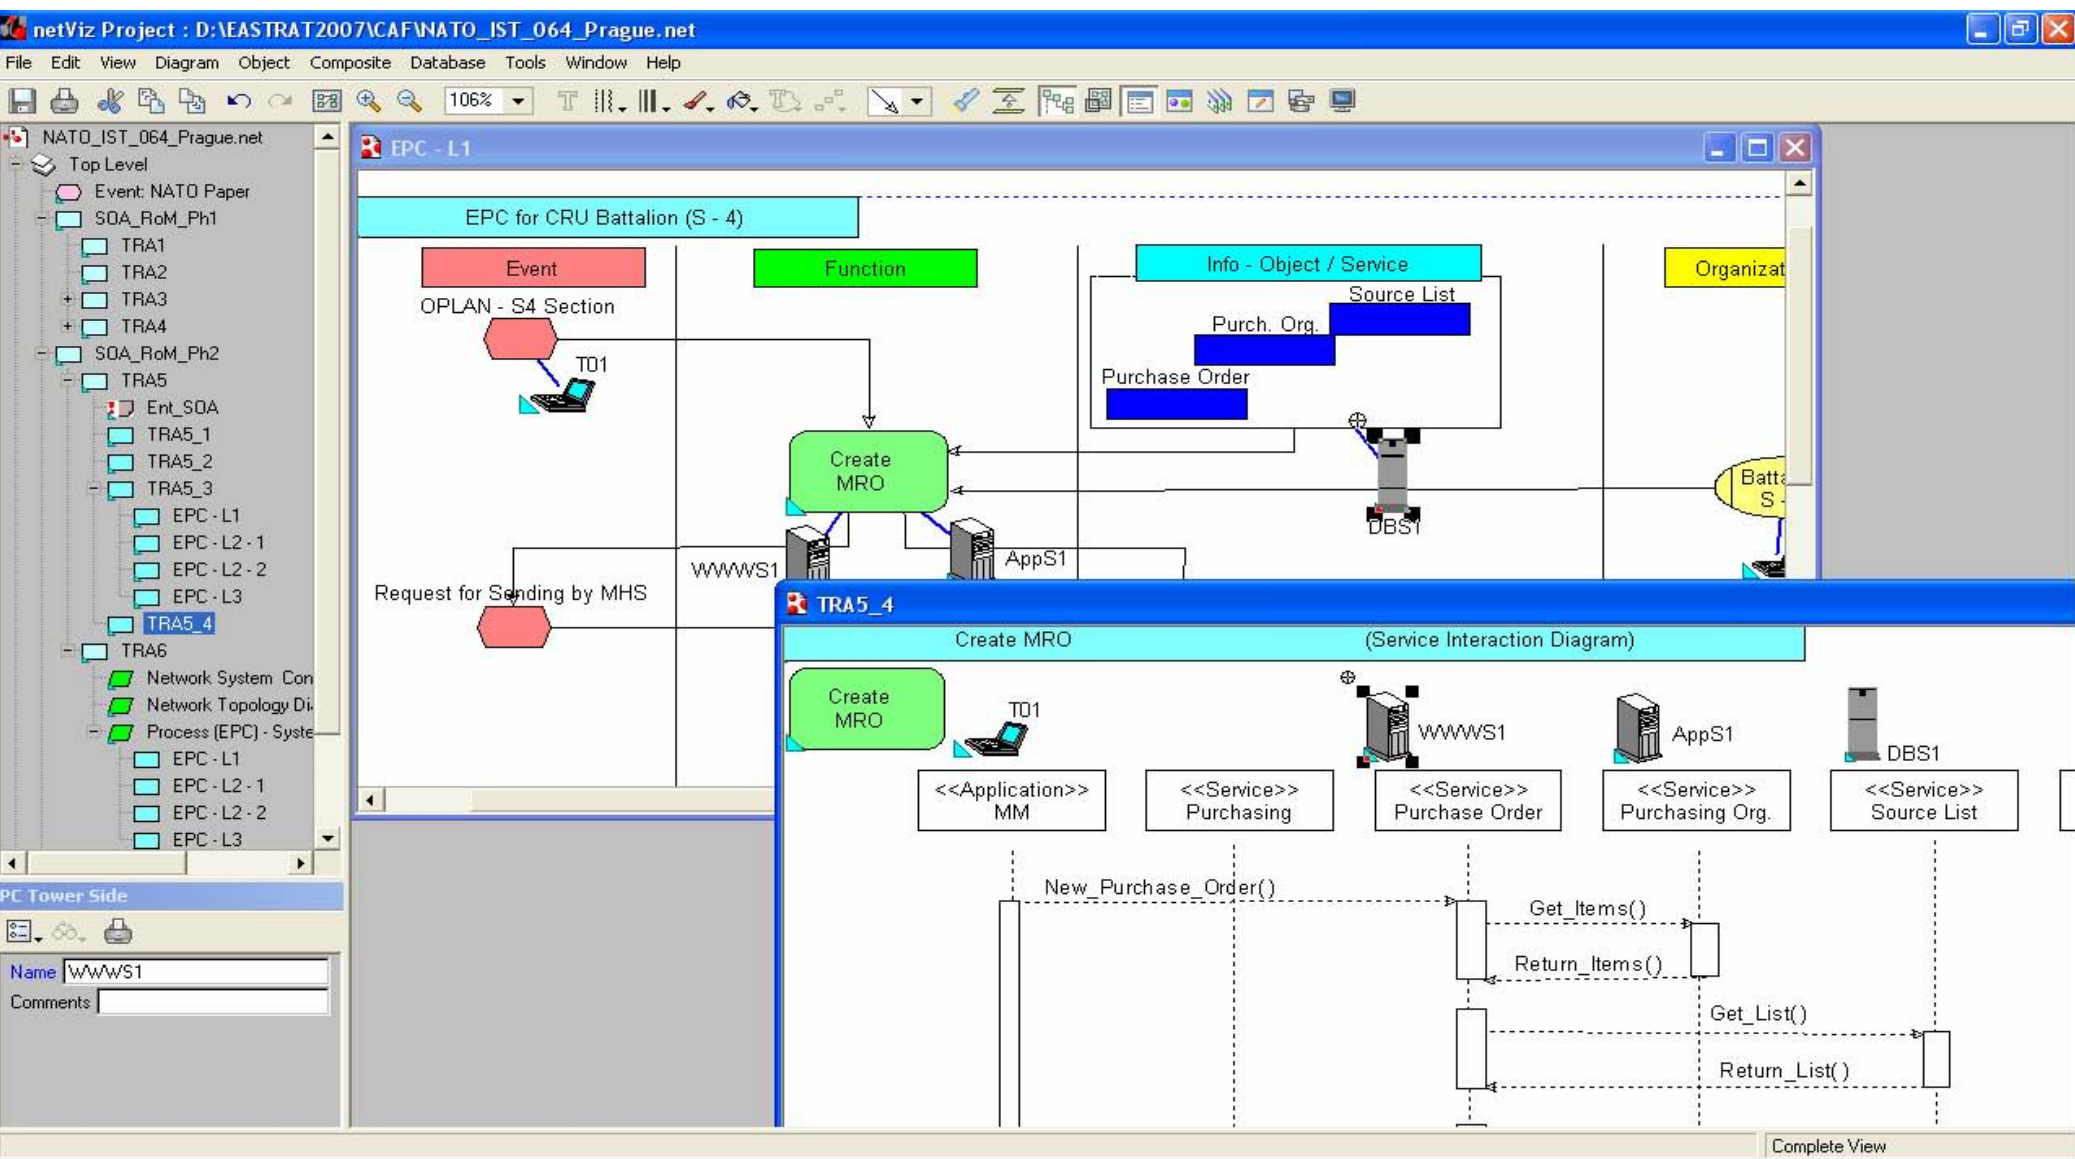 netViz Project : D:\EASTRAT2007\CAF\NATO_IST_064_Prague.net
File Edit View Diagram Object Composite Database Tools Window Help
106%
NATO_IST_064_Prague.net
Top Level
Event: NATO Paper
SOA_RoM_Ph1
TRA1
TRA2
TRA3
TRA4
SOA_RoM_Ph2
TRA5
Ent_SOA
TRA5_1
TRA5_2
TRA5_3
EPC - L1
EPC - L2 - 1
EPC - L2 - 2
EPC - L3
TRA5_4
TRA6
Network System Con
Network Topology Di
Process (EPC) - Syste
EPC - L1
EPC - L2 - 1
EPC - L2 - 2
EPC - L3
PC Tower Side
Name WWWS1
Comments
EPC - L1
EPC for CRU Battalion (S - 4)
Event
Function
Info - Object / Service
Organizat
OPLAN - S4 Section
T01
Source List
Purch. Org.
Purchase Order
Create
MRO
Batta
S -
DBS1
WWWS1
AppS1
Request for Sending by MHS
TRA5_4
Create MRO (Service Interaction Diagram)
Create
MRO
T01
WWWS1
AppS1
DBS1
<<Application>>
MM
<<Service>>
Purchasing
<<Service>>
Purchase Order
<<Service>>
Purchasing Org.
<<Service>>
Source List
New_Purchase_Order()
Get_Items()
Return_Items()
Get_List()
Return_List()
Complete View